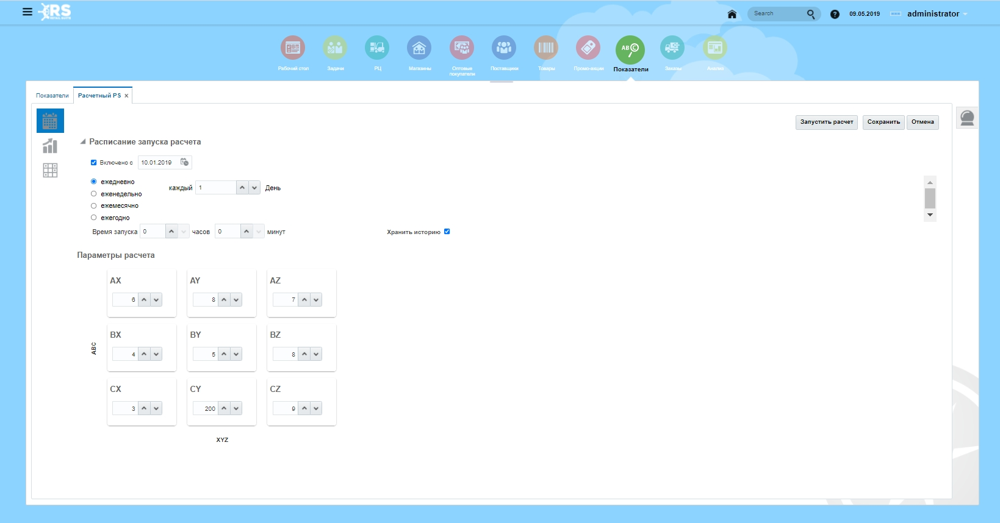 RS
RETAIL SUITE
Search
?
09.05.2019
administrator
Рабочий стол
Задачи
РЦ
Магазины
Оптовые
покупатели
Поставщики
Товары
Промо-акции
AB C
Показатели
Заказы
Анализ
Показатели
Расчетный PS
Запустить расчет
Сохранить
Отмена
Расписание запуска расчета
Включено с
10.01.2019
ежедневно
каждый
1
День
еженедельно
ежемесячно
ежегодно
Время запуска
0
часов
0
минут
Хранить историю
Параметры расчета
AX
AY
AZ
6
8
7
BX
BY
BZ
ABC
4
5
8
CX
CY
CZ
3
200
9
XYZ